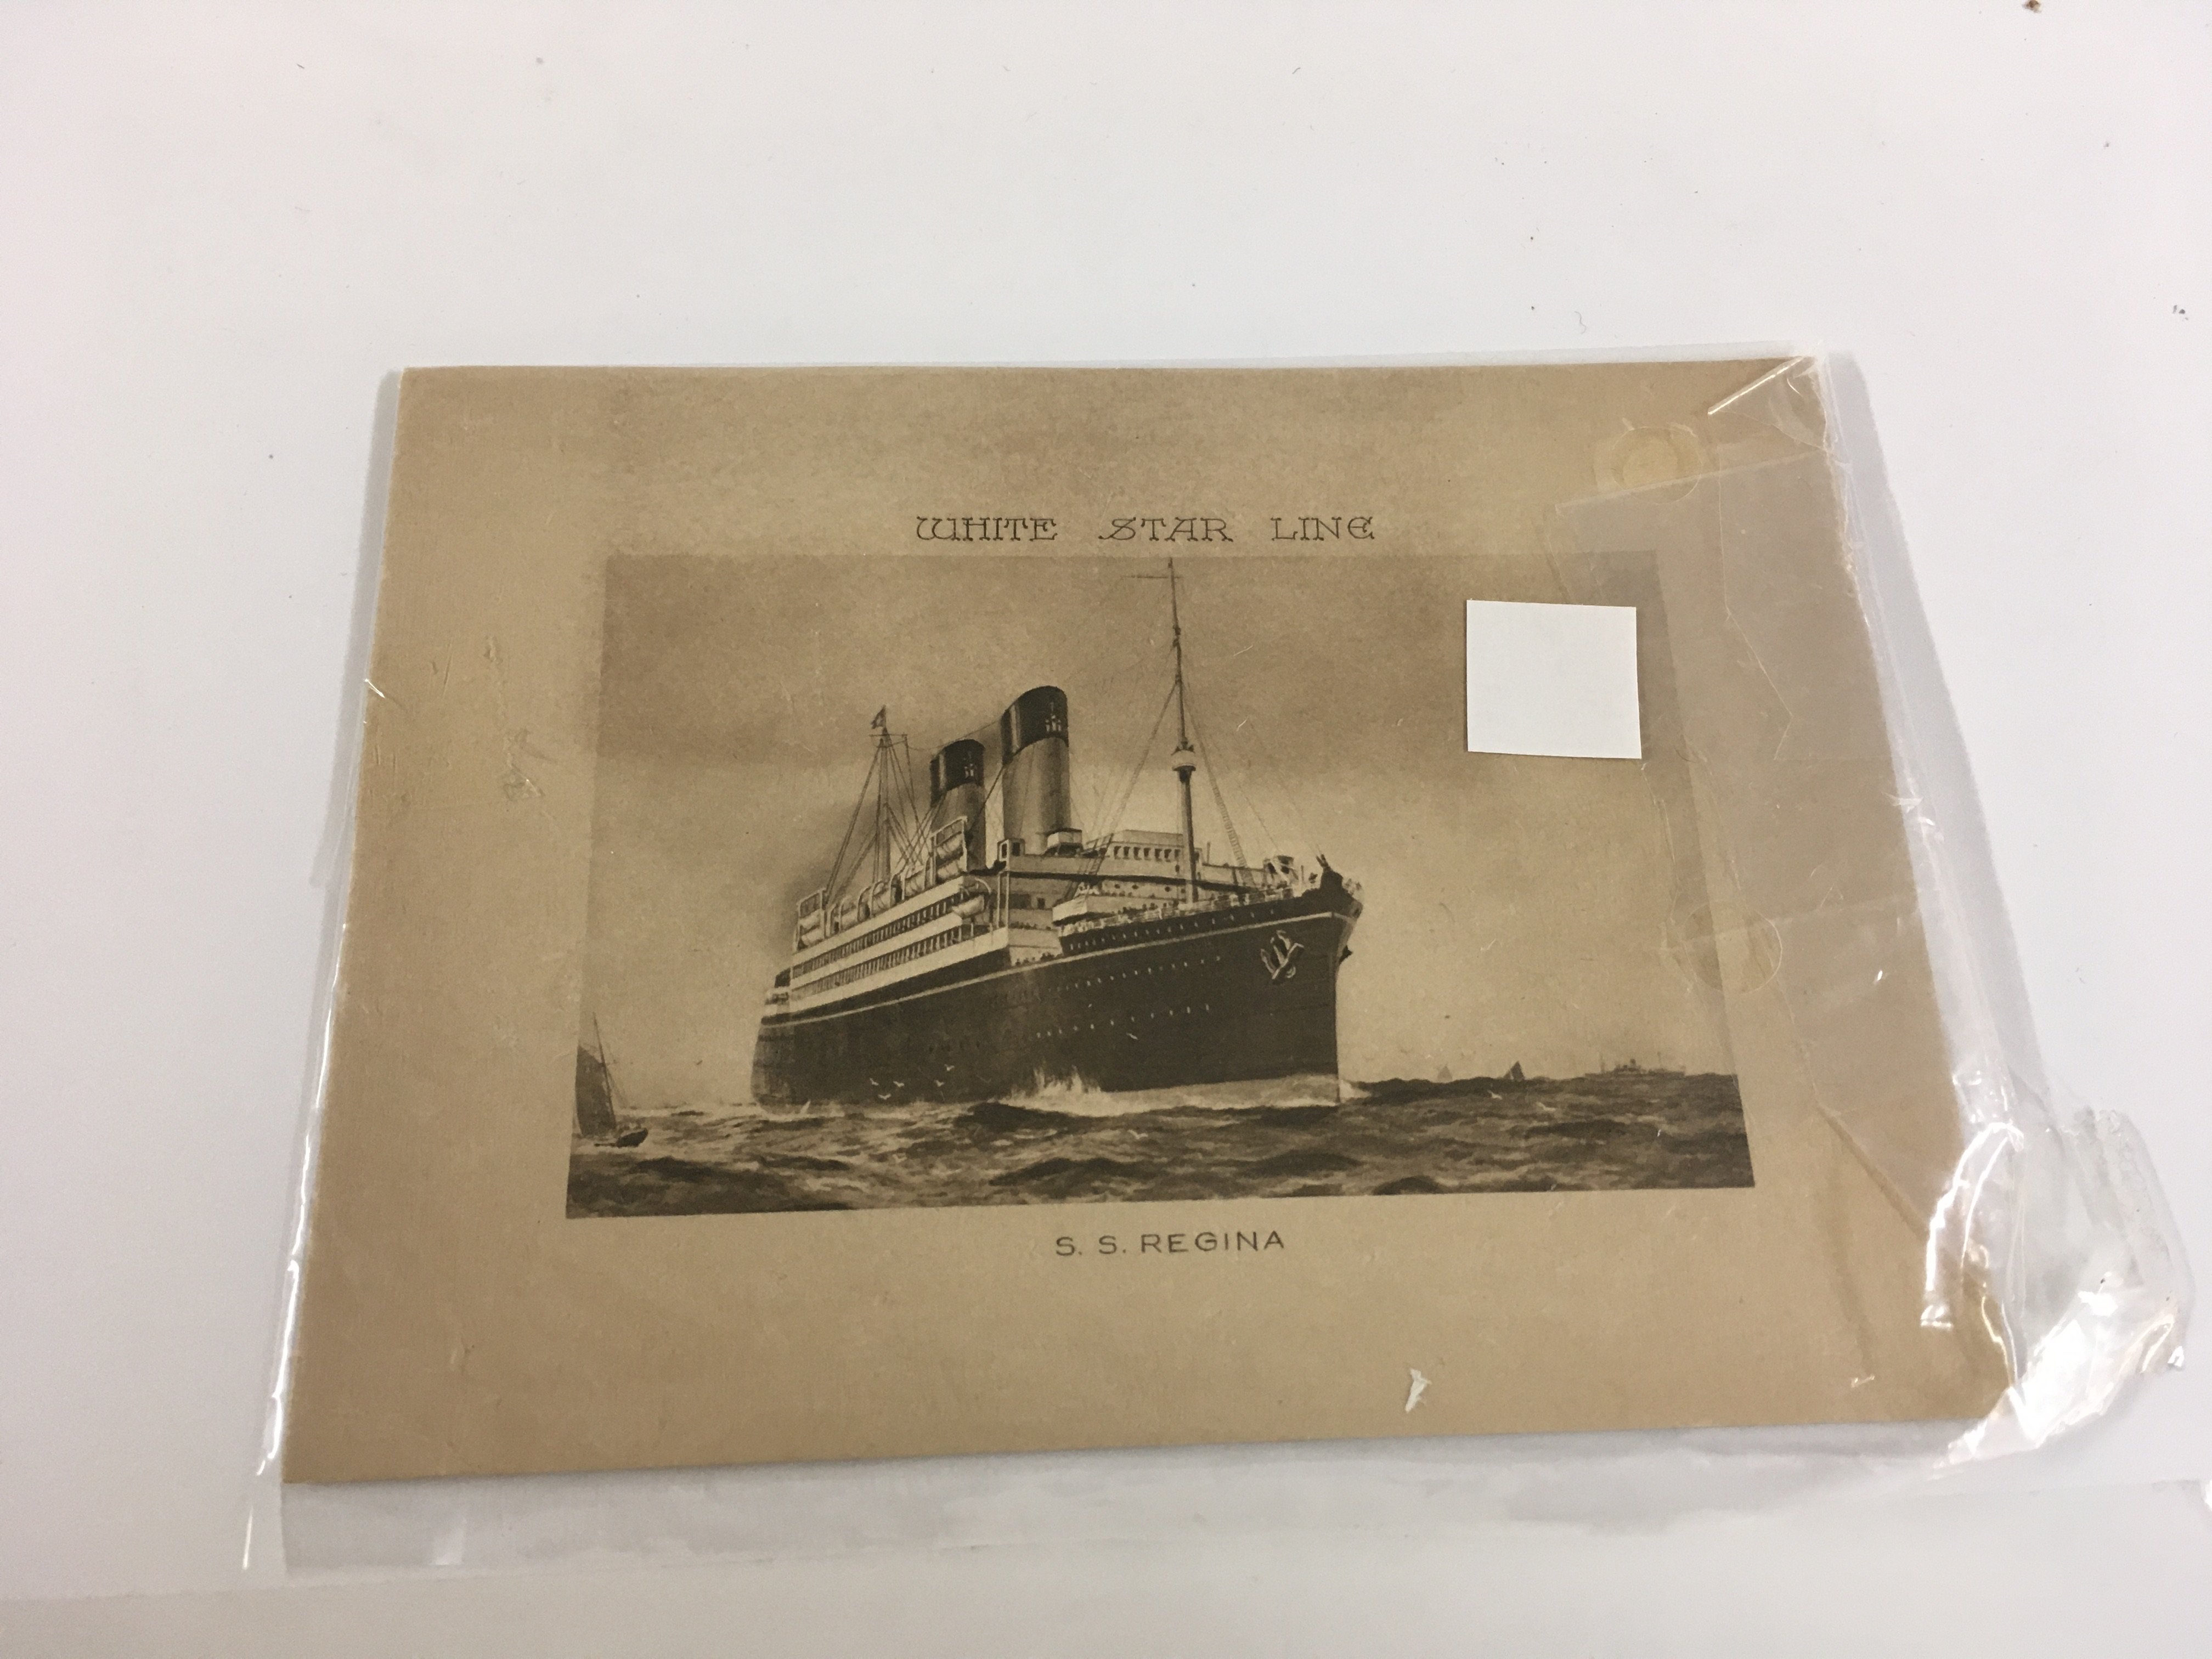 WHITE STAR LINE
S. S. REGINA